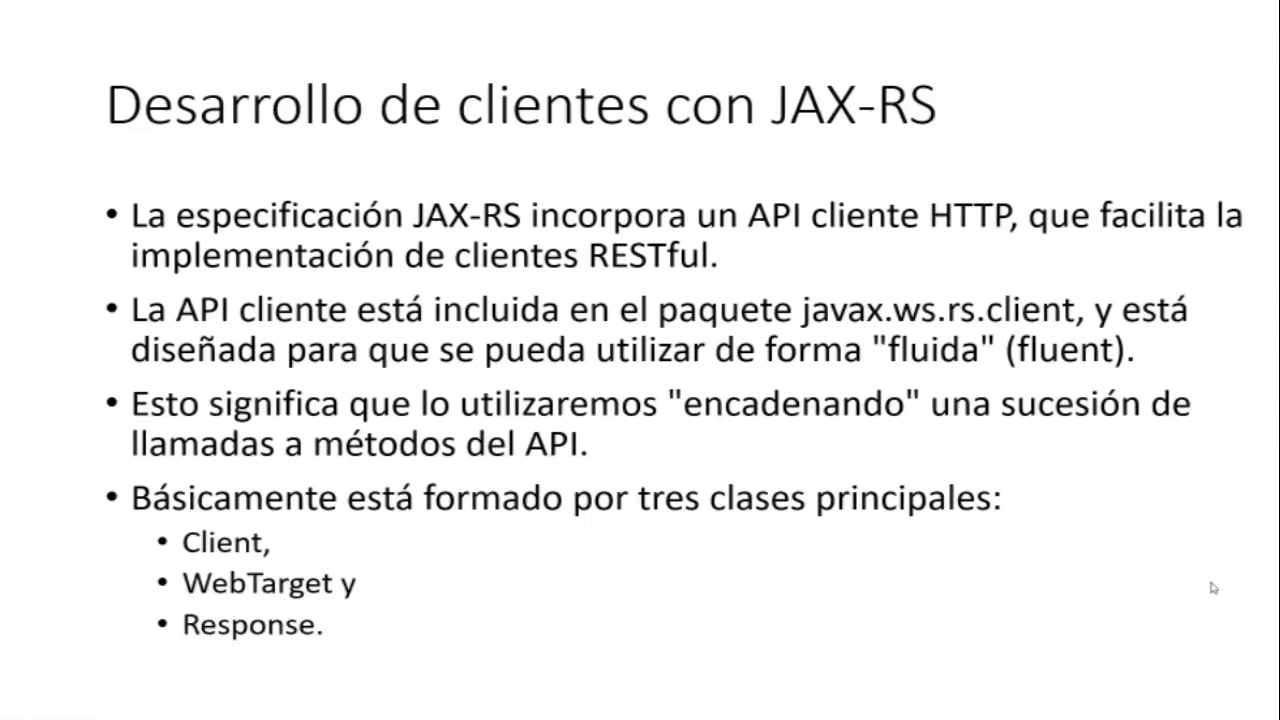 Desarrollo de clientes con JAX-RS
• La especificación JAX-RS incorpora un API cliente HTTP, que facilita la
implementación de clientes RESTful.
• La API cliente está incluida en el paquete javax.ws.rs.client, y está
diseñada para que se pueda utilizar de forma "fluida" (fluent).
• Esto significa que lo utilizaremos "encadenando" una sucesión de
llamadas a métodos del API.
• Básicamente está formado por tres clases principales:
• Client,
• WebTarget y
• Response.